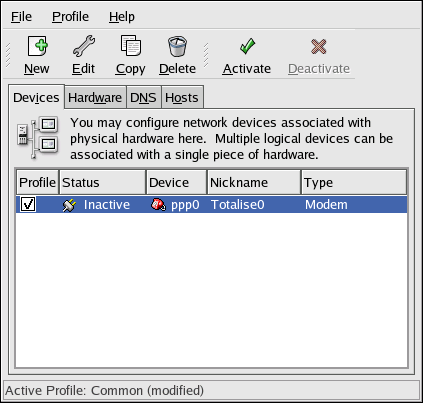 File Profile Help
New Edit Copy Delete Activate Deactivate
Devices Hardware DNS Hosts
You may configure network devices associated with
physical hardware here. Multiple logical devices can be
associated with a single piece of hardware.
Profile Status Device Nickname Type
Inactive ppp0 Totalise0 Modem
Active Profile: Common (modified)